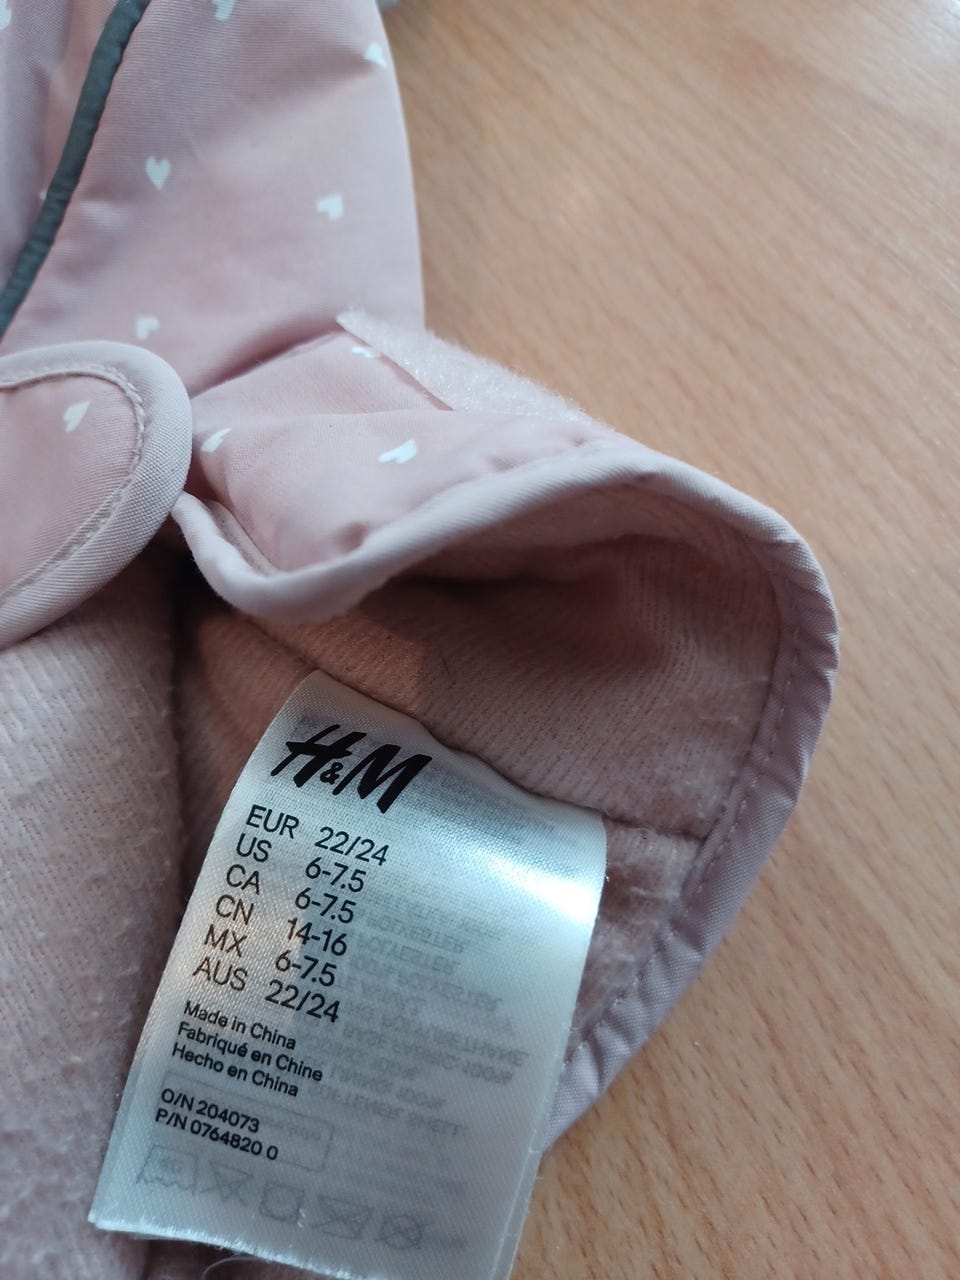 H&M
EUR 22/24
US 6-7.5
CA 6-7.5
CN 14-16
MX 6-7.5
AUS 22/24
Made in China
Fabriqué en Chine
Hecho en China
O/N 204073
P/N 0764820 0